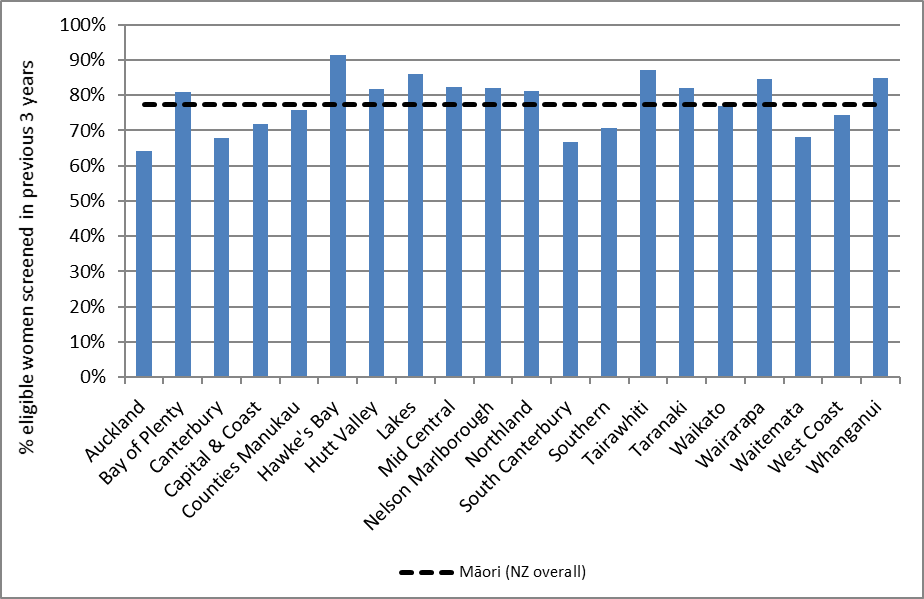 % eligible women screened in previous 3 years
100%
90%
80%
70%
60%
50%
40%
30%
20%
10%
0%
Auckland
Bay of Plenty
Canterbury
Capital & Coast
Counties Manukau
Hawke's Bay
Hutt Valley
Lakes
Mid Central
Nelson Marlborough
Northland
South Canterbury
Southern
Tairawhiti
Taranaki
Waikato
Wairarapa
Waitemata
West Coast
Whanganui
Māori (NZ overall)